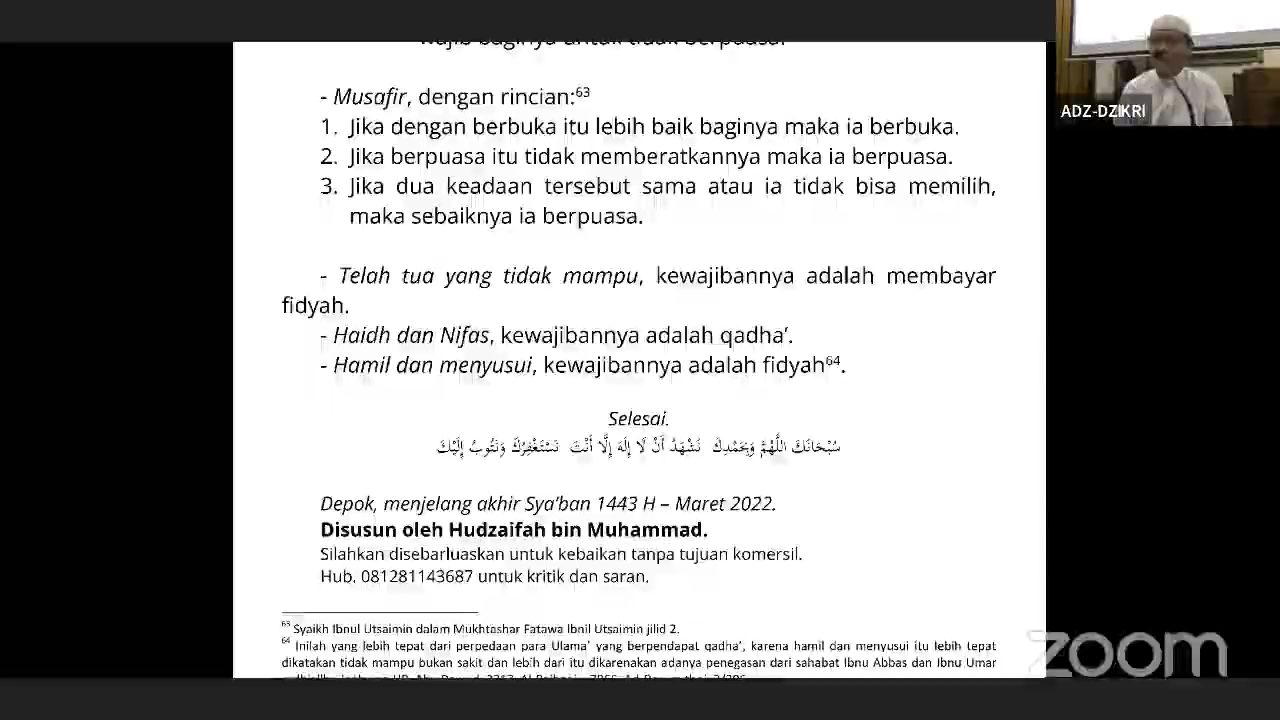 wajib baginya untuk tidak berpuasa.
- Musafir, dengan rincian:63
1. Jika dengan berbuka itu lebih baik baginya maka ia berbuka.
2. Jika berpuasa itu tidak memberatkannya maka ia berpuasa.
3. Jika dua keadaan tersebut sama atau ia tidak bisa memilih,
maka sebaiknya ia berpuasa.
- Telah tua yang tidak mampu, kewajibannya adalah membayar
fidyah.
- Haidh dan Nifas, kewajibannya adalah qadha’.
- Hamil dan menyusui, kewajibannya adalah fidyah64.
Selesai.
سُبْحَانَكَ اللَّهُمَّ وَبِحَمْدِكَ نَشْهَدُ أَنْ لَا إِلَهَ إِلَّا أَنْتَ نَسْتَغْفِرُكَ وَنَتُوبُ إِلَيْكَ
Depok, menjelang akhir Sya’ban 1443 H – Maret 2022.
Disusun oleh Hudzaifah bin Muhammad.
Silahkan disebarluaskan untuk kebaikan tanpa tujuan komersil.
Hub. 081281143687 untuk kritik dan saran.
63 Syaikh Ibnul Utsaimin dalam Mukhtashar Fatawa Ibnil Utsaimin jilid 2.
64 Inilah yang lebih tepat dari perpedaan para Ulama’ yang berpendapat qadha’, karena hamil dan menyusui itu lebih tepat
dikatakan tidak mampu bukan sakit dan lebih dari itu dikarenakan adanya penegasan dari sahabat Ibnu Abbas dan Ibnu Umar
ADZ-DZIKRI
zoom